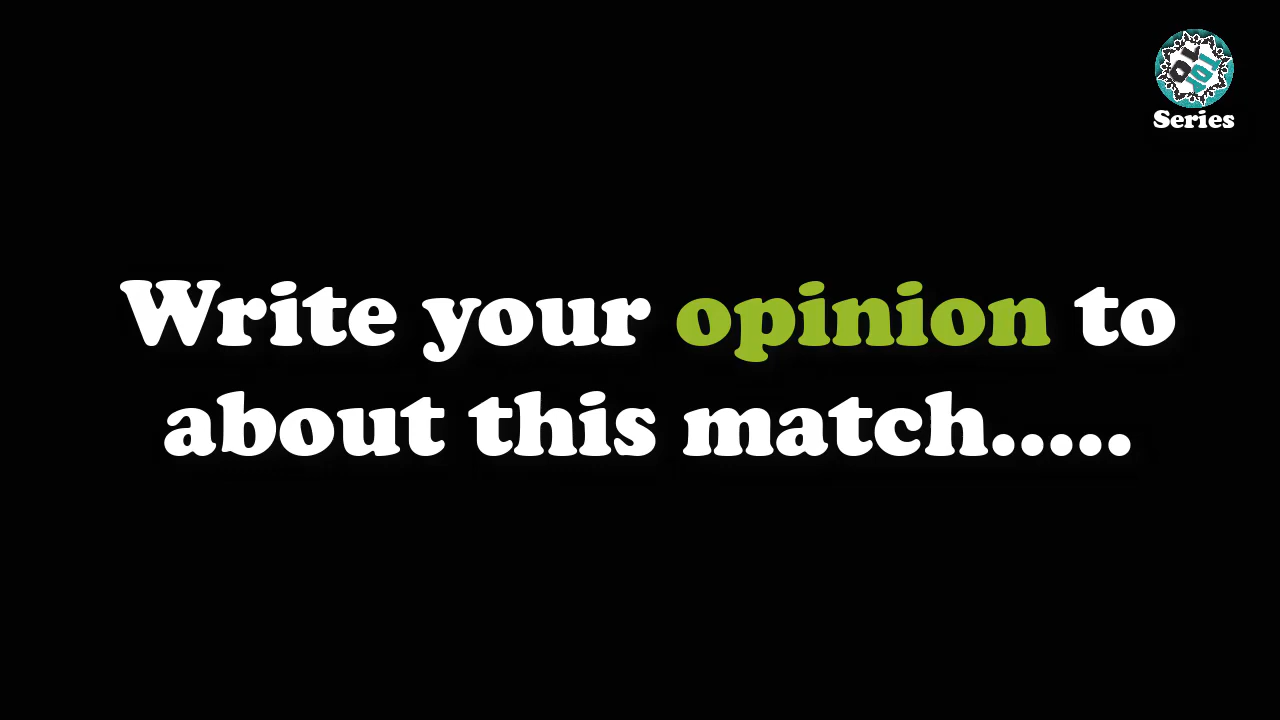 Series
Write your opinion to
about this match.....